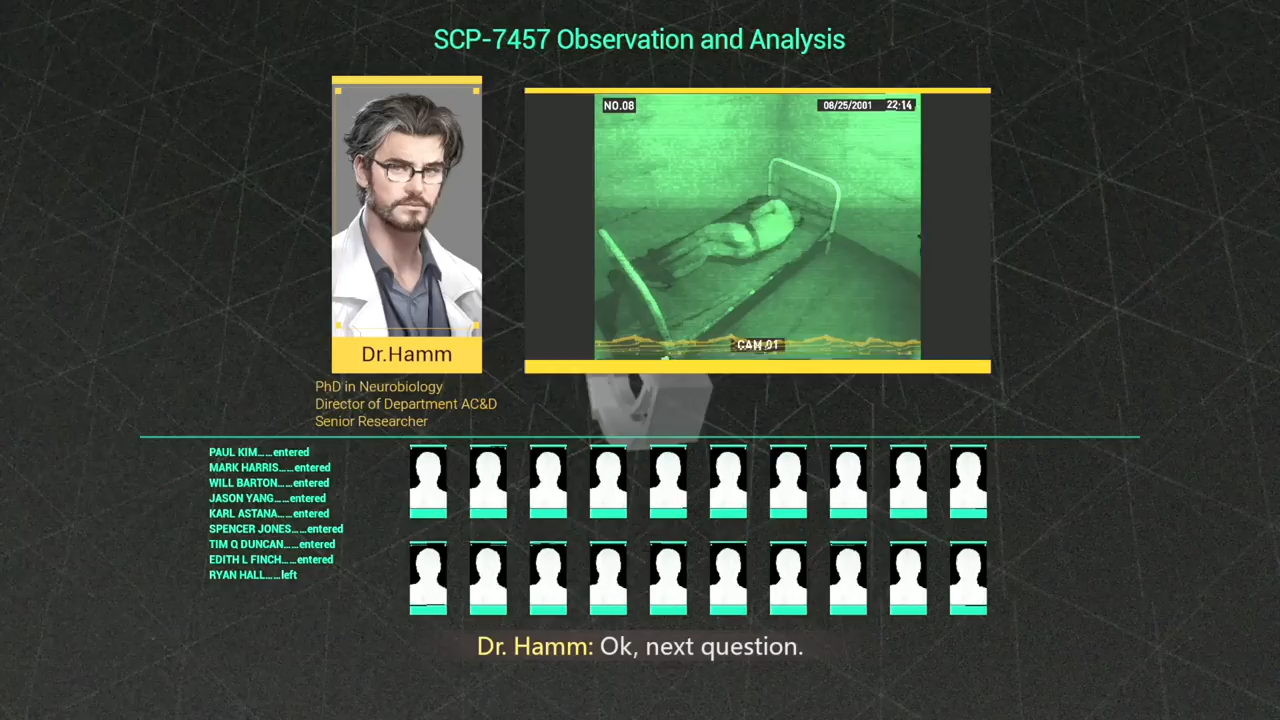 SCP-7457 Observation and Analysis
NO.08
08/25/2001 22:14
CAM 01
Dr.Hamm
PhD in Neurobiology
Director of Department AC&D
Senior Researcher
PAUL KIM......entered
MARK HARRIS......entered
WILL BARTON......entered
JASON YANG......entered
KARL ASTANA......entered
SPENCER JONES......entered
TIM Q DUNCAN......entered
EDITH L FINCH......entered
RYAN HALL......left
Dr. Hamm: Ok, next question.